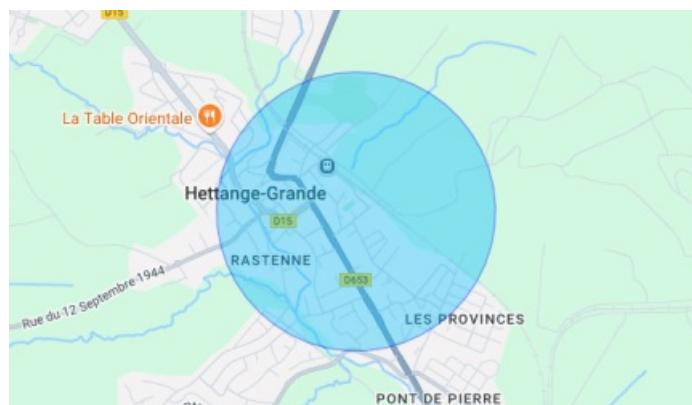 D15
La Table Orientale
Hettange-Grande
D15
RASTENNE
Rue du 12 Septembre 1944
D653
LES PROVINCES
PONT DE PIERRE